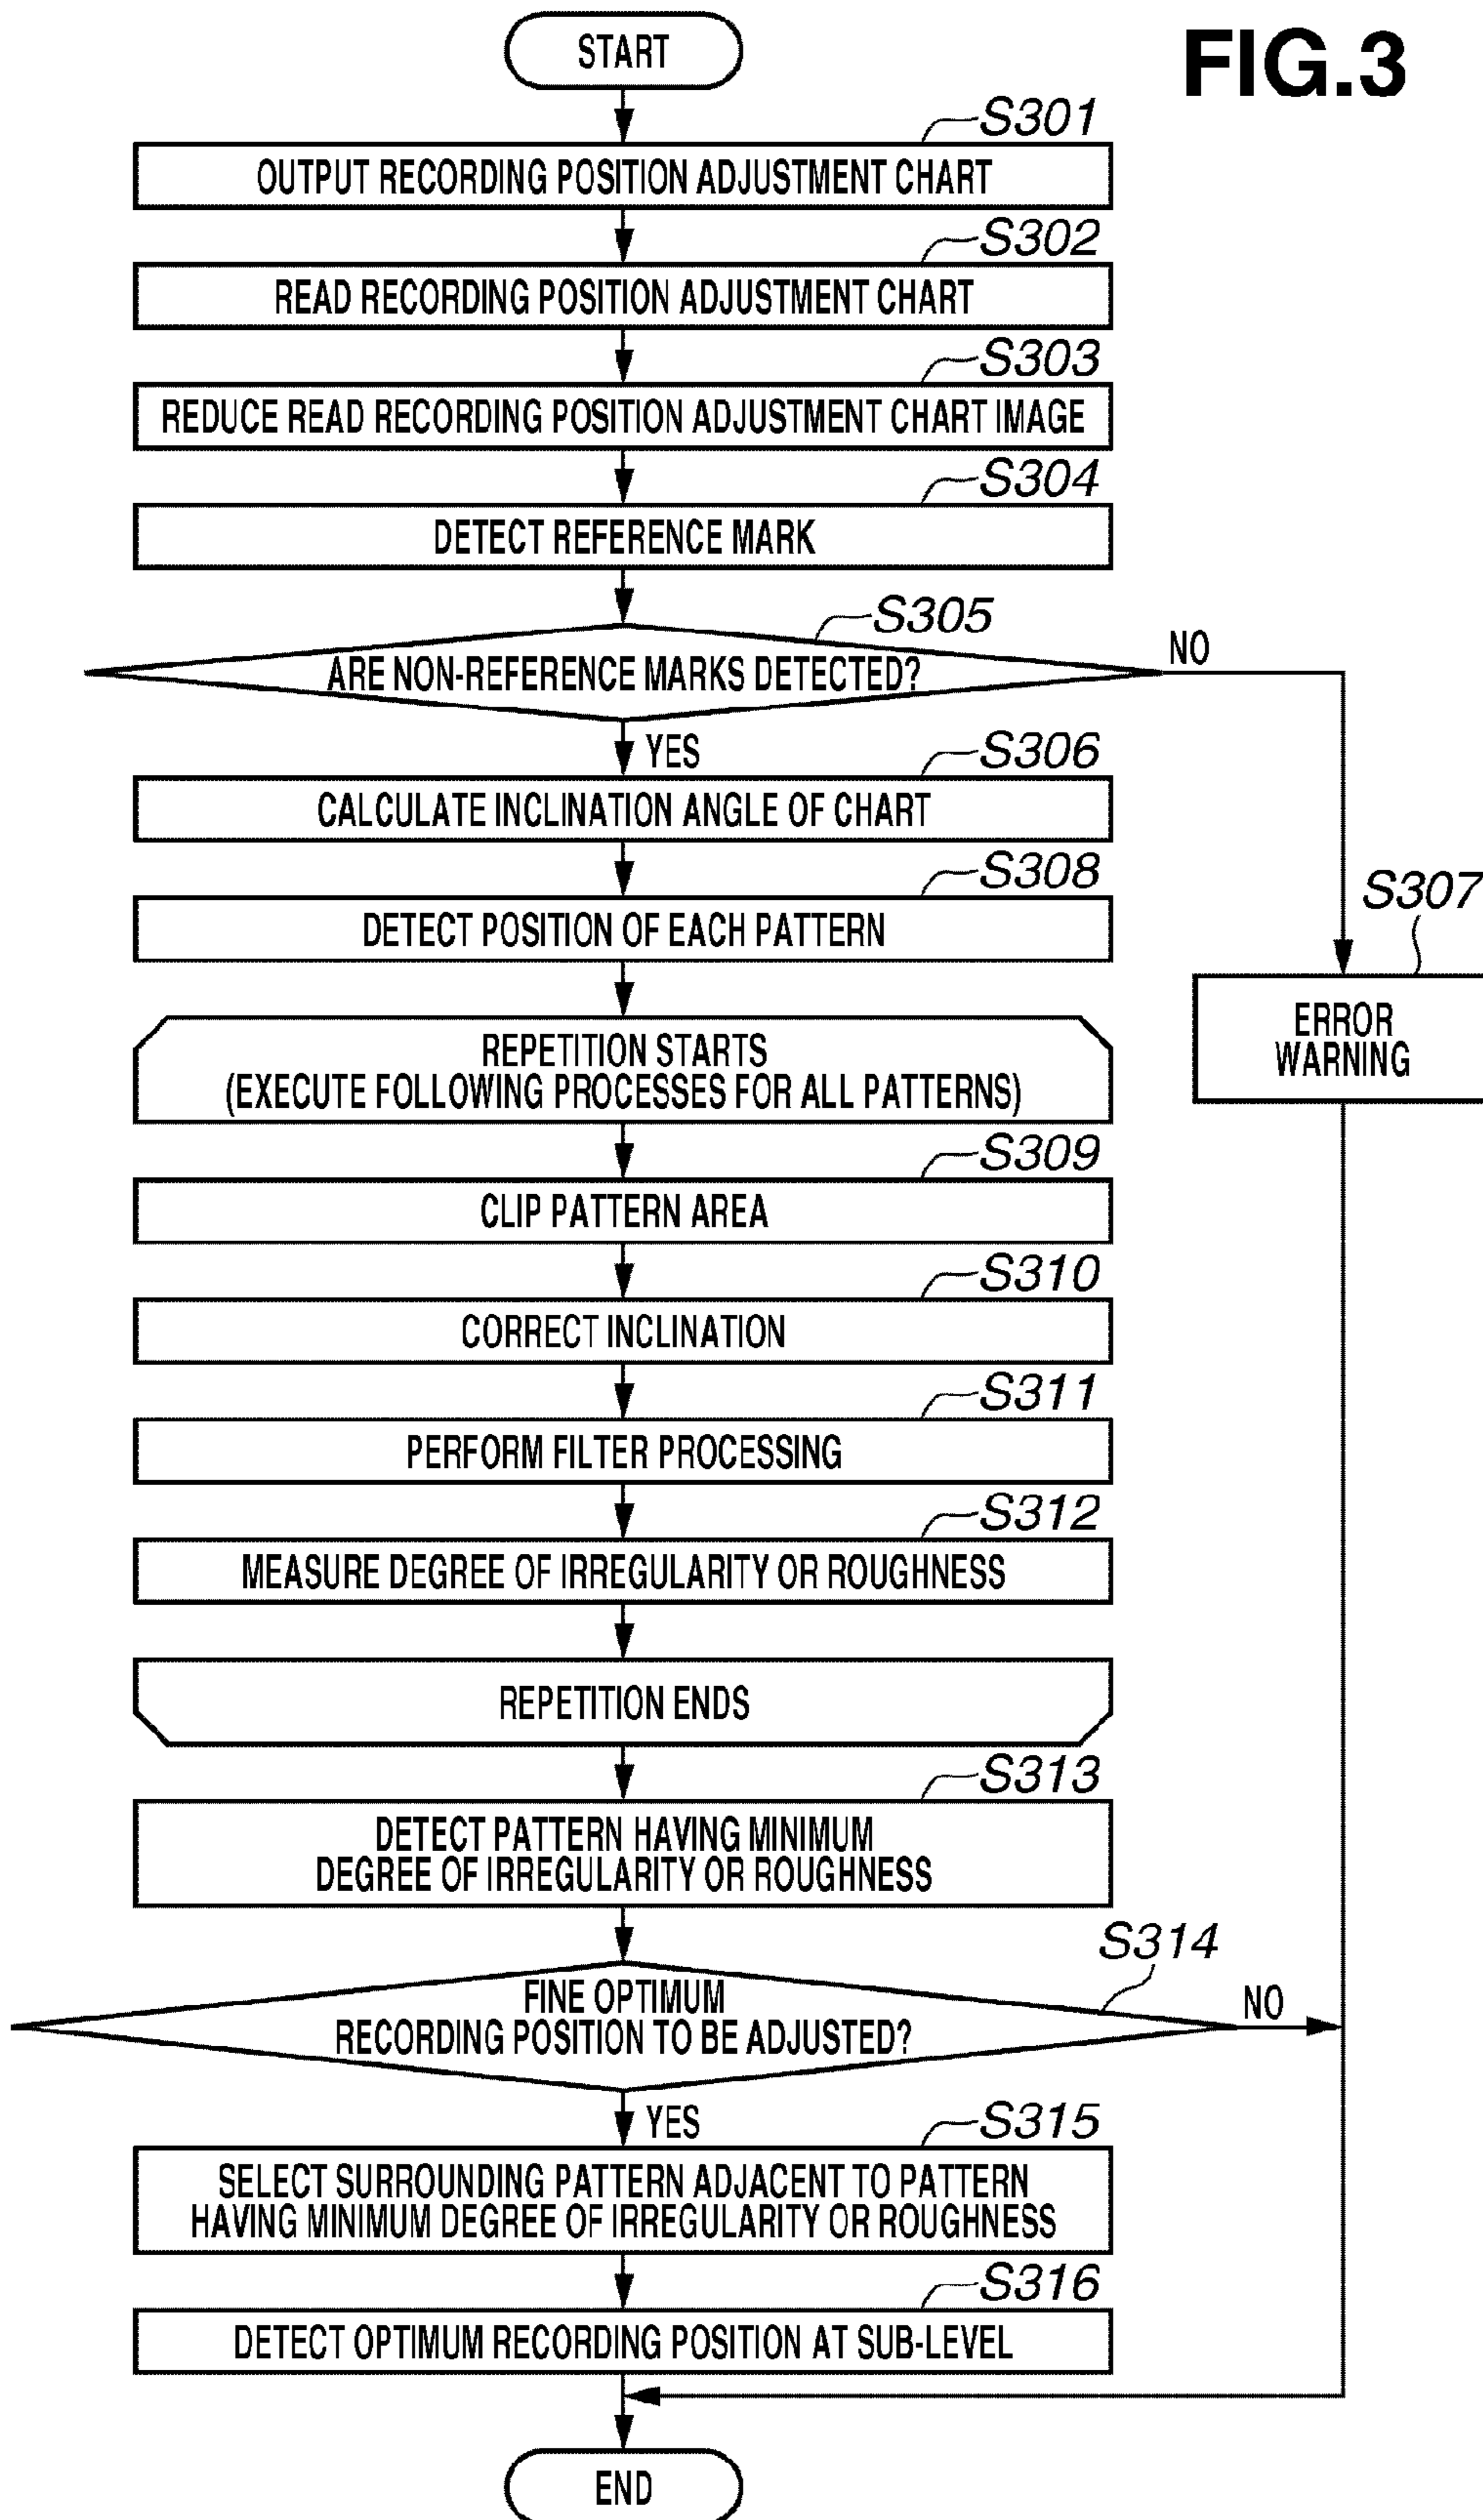 FIG.3
START
S301
OUTPUT RECORDING POSITION ADJUSTMENT CHART
S302
READ RECORDING POSITION ADJUSTMENT CHART
S303
REDUCE READ RECORDING POSITION ADJUSTMENT CHART IMAGE
S304
DETECT REFERENCE MARK
S305
ARE NON-REFERENCE MARKS DETECTED?
NO
YES
S306
CALCULATE INCLINATION ANGLE OF CHART
S308
DETECT POSITION OF EACH PATTERN
S307
ERROR
WARNING
REPETITION STARTS
(EXECUTE FOLLOWING PROCESSES FOR ALL PATTERNS)
S309
CLIP PATTERN AREA
S310
CORRECT INCLINATION
S311
PERFORM FILTER PROCESSING
S312
MEASURE DEGREE OF IRREGULARITY OR ROUGHNESS
REPETITION ENDS
S313
DETECT PATTERN HAVING MINIMUM
DEGREE OF IRREGULARITY OR ROUGHNESS
S314
FINE OPTIMUM
RECORDING POSITION TO BE ADJUSTED?
NO
YES
S315
SELECT SURROUNDING PATTERN ADJACENT TO PATTERN
HAVING MINIMUM DEGREE OF IRREGULARITY OR ROUGHNESS
S316
DETECT OPTIMUM RECORDING POSITION AT SUB-LEVEL
END